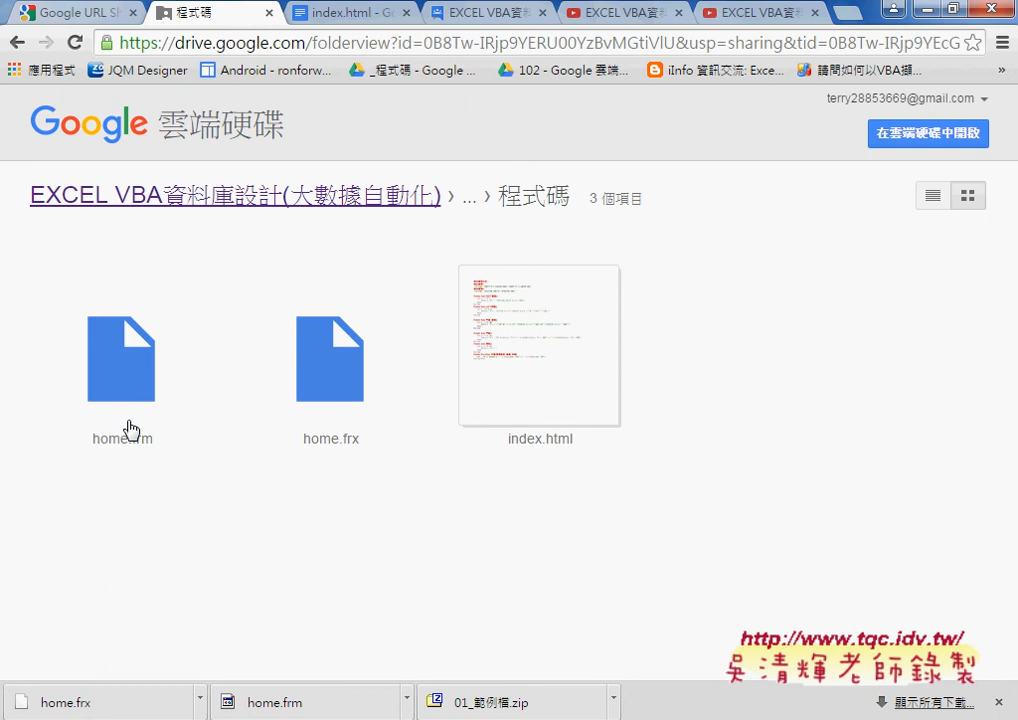 Google URL Sh
程式碼
index.html - Go
EXCEL VBA資料
EXCEL VBA資
EXCEL VBA資
https://drive.google.com/folderview?id=0B8Tw-IRjp9YERU00YzBvMGtiVlU&usp=sharing&tid=0B8Tw-IRjp9YEcG
應用程式
JQM Designer
Android - ronforw...
_程式碼 - Google ...
102 - Google 雲端...
iInfo 資訊交流: Exce...
請問如何以VBA擷...
»
terry28853669@gmail.com
Google 雲端硬碟
在雲端硬碟中開啟
EXCEL VBA資料庫設計(大數據自動化) › ... › 程式碼 3 個項目
home.frm
home.frx
index.html
http://www.tqc.idv.tw/
吳清輝老師錄製
home.frx
home.frm
01_範例檔.zip
顯示所有下載...